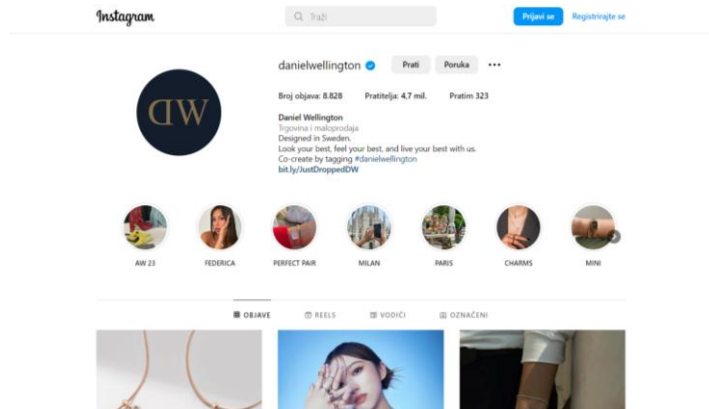 Instagram
Traži
Prijavi se
Registrirajte se
danielwellington
Prati
Poruka
Broj objava: 8.828
Pratitelja: 4,7 mil.
Pratim 323
DW
Daniel Wellington
Trgovina i maloprodaja
Designed in Sweden.
Look your best, feel your best, and live your best with us.
Co-create by tagging #danielwellington
bit.ly/JustDroppedDW
AW 23
FEDERICA
PERFECT PAIR
MILAN
PARIS
CHARMS
MINI
OBJAVE
REELS
VODIČI
OZNAČENI